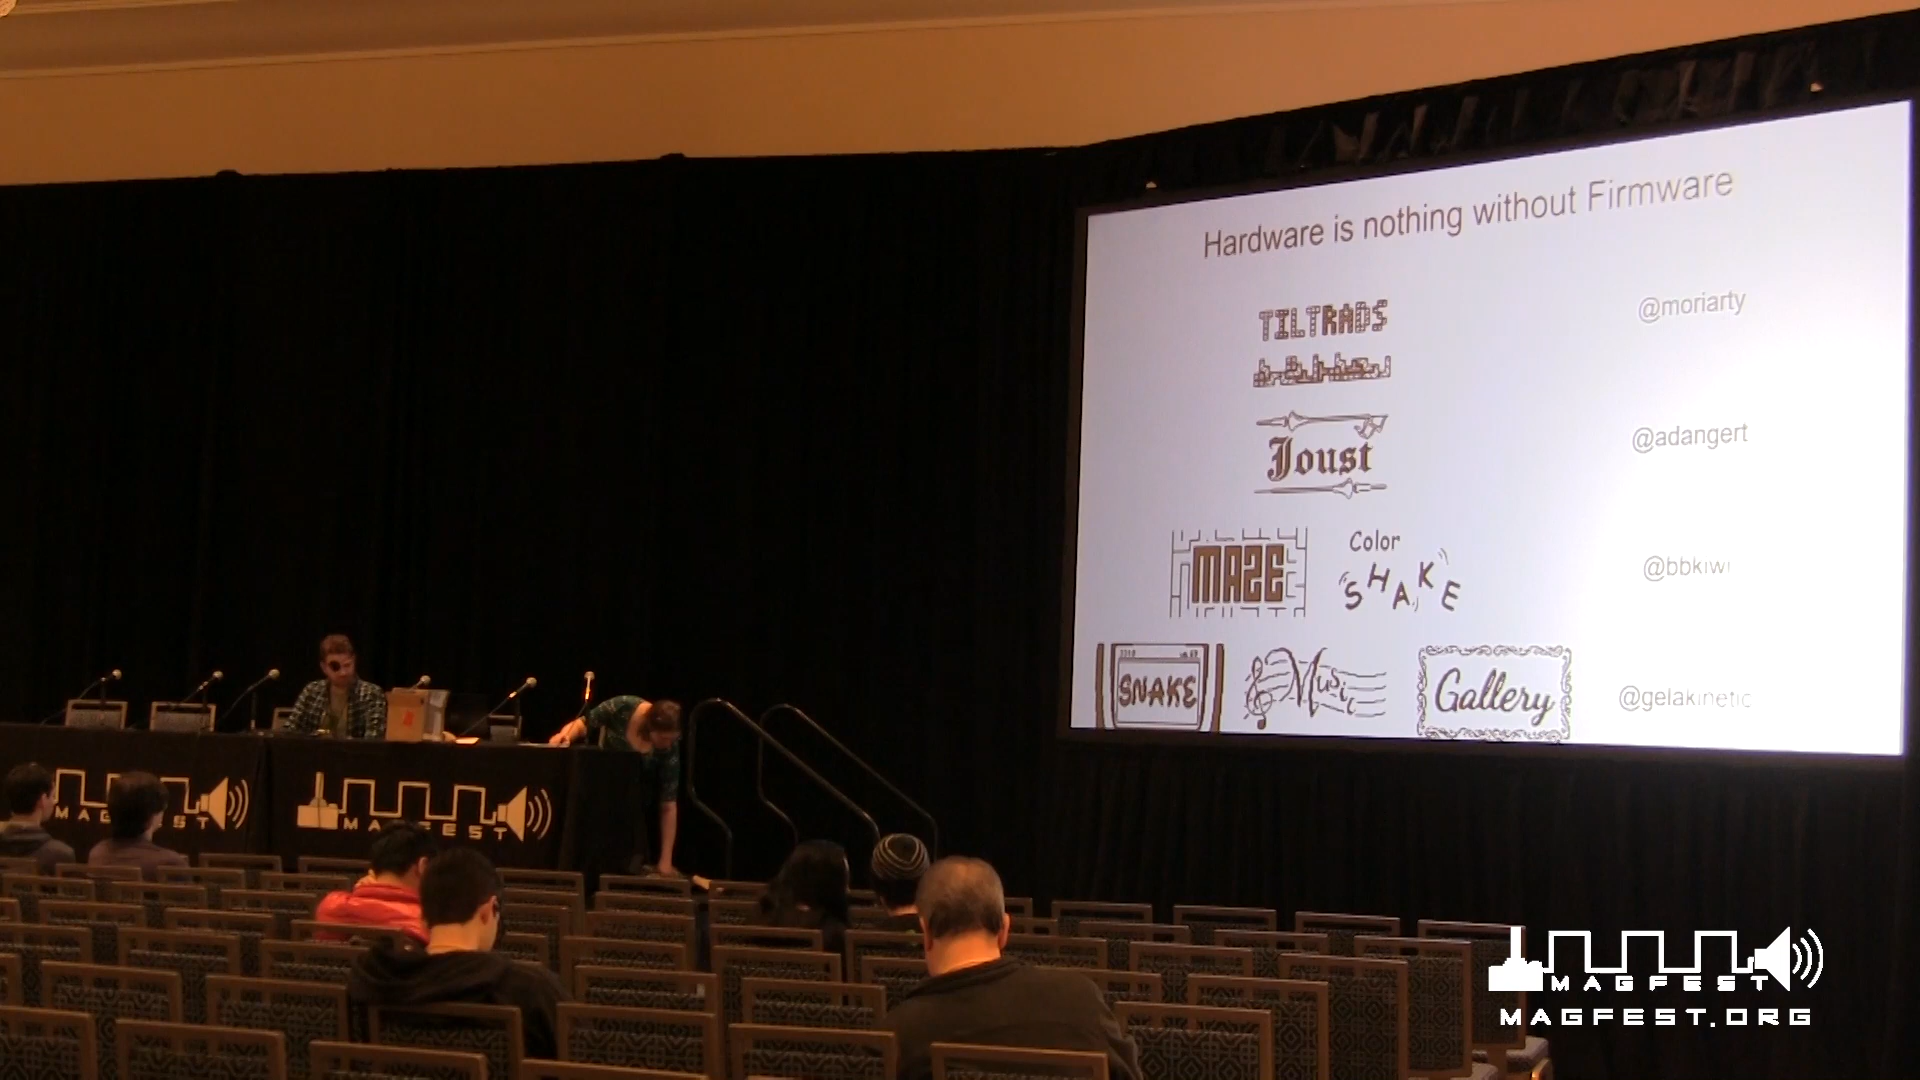 Hardware is nothing without Firmware
TILTRADS
@moriarty
Joust
@adangert
MAZE
Color
SHAKE
@bbkiwi
SNAKE
Music
Gallery
@gelakinetic
MAGFEST
MAGFEST
MAGFEST
MAGFEST.ORG